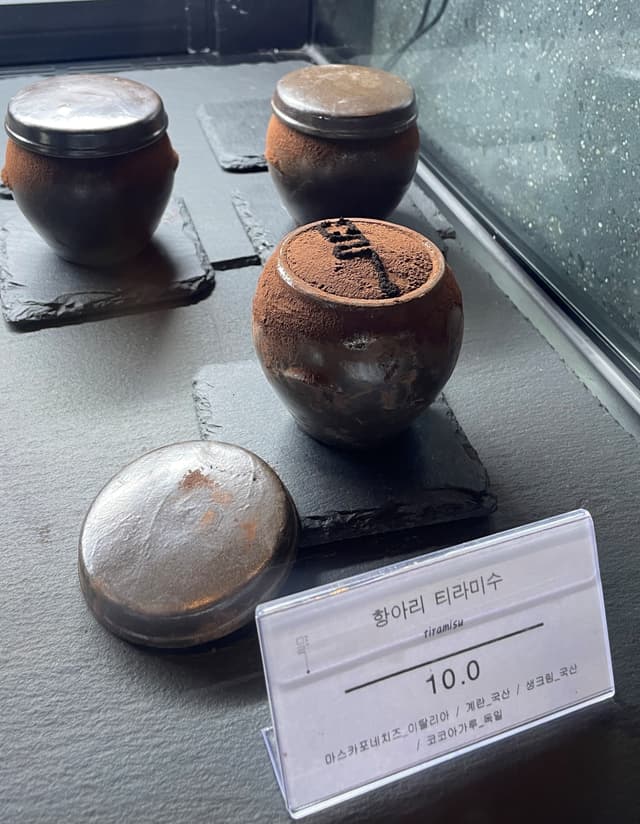 항아리 티라미수
tiramisu
10.0
마스카포네치즈_이탈리아 / 계란_국산 / 생크림_국산
/ 코코아가루_독일